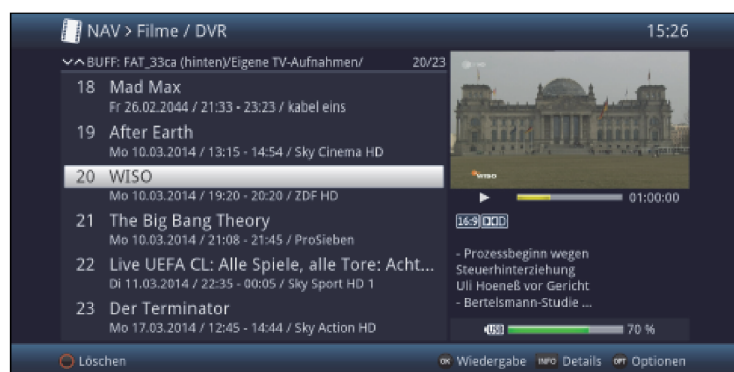 NAV > Filme / DVR 15:26
BUFF: FAT_33ca (hinten)/Eigene TV-Aufnahmen/ 20/23
18 Mad Max
Fr 26.02.2044 / 21:33 - 23:23 / kabel eins
19 After Earth
Mo 10.03.2014 / 13:15 - 14:54 / Sky Cinema HD
20 WISO
Mo 10.03.2014 / 19:20 - 20:20 / ZDF HD
21 The Big Bang Theory
Mo 10.03.2014 / 21:08 - 21:45 / ProSieben
22 Live UEFA CL: Alle Spiele, alle Tore: Acht...
Di 11.03.2014 / 22:35 - 00:05 / Sky Sport HD 1
23 Der Terminator
Mo 17.03.2014 / 12:45 - 14:44 / Sky Action HD
WISO
01:00:00
16:9
- Prozessbeginn wegen
Steuerhinterziehung
Uli Hoeneß vor Gericht
- Bertelsmann-Studie ...
USB 70 %
Löschen OK Wiedergabe INFO Details OPT Optionen